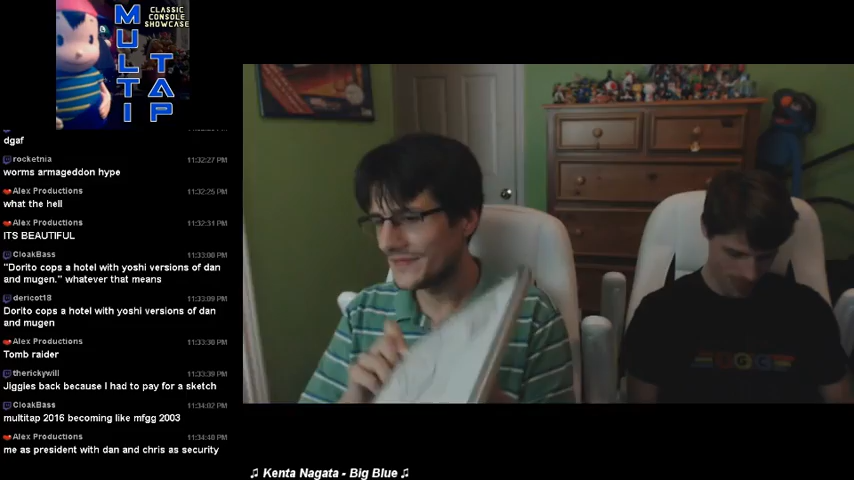 CLASSIC
CONSOLE
SHOWCASE
MULTI
TAP
dgaf
rocketnia 11:32:27 PM
worms armageddon hype
Alex Productions 11:32:25 PM
what the hell
Alex Productions 11:32:31 PM
ITS BEAUTIFUL
CloakBass 11:33:00 PM
"Dorito cops a hotel with yoshi versions of dan
and mugen." whatever that means
dericot18 11:33:09 PM
Dorito cops a hotel with yoshi versions of dan
and mugen
Alex Productions 11:33:30 PM
Tomb raider
therickywill 11:33:39 PM
Jiggies back because I had to pay for a sketch
CloakBass 11:34:02 PM
multitap 2016 becoming like mfgg 2003
Alex Productions 11:34:40 PM
me as president with dan and chris as security
♫ Kenta Nagata - Big Blue ♫